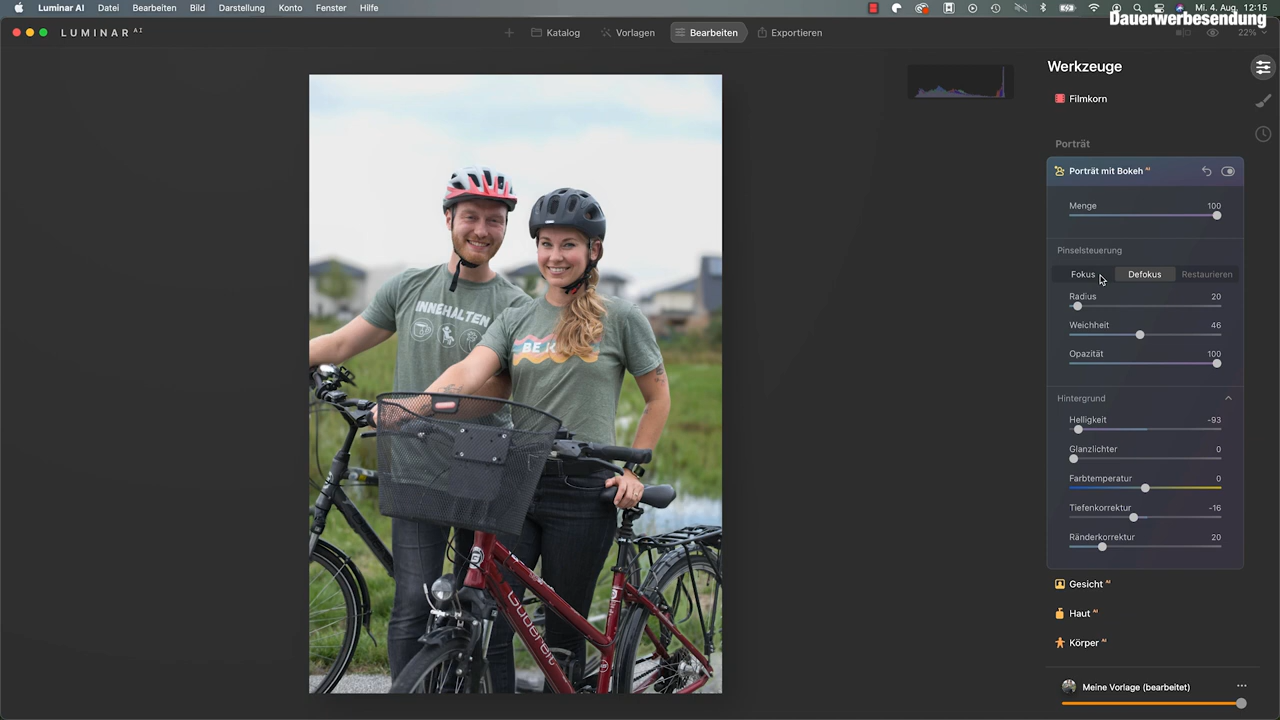 Luminar AI Datei Bearbeiten Bild Darstellung Konto Fenster Hilfe Mi. 4. Aug. 12:15
Dauerwerbesendung
LUMINAR AI Katalog Vorlagen Bearbeiten Exportieren 22%
Werkzeuge
Filmkorn
Porträt
Porträt mit Bokeh AI
Menge 100
Pinselsteuerung
Fokus Defokus Restaurieren
Radius 20
Weichheit 46
Opazität 100
Hintergrund
Helligkeit -93
Glanzlichter 0
Farbtemperatur 0
Tiefenkorrektur -16
Ränderkorrektur 20
Gesicht AI
Haut AI
Körper AI
Meine Vorlage (bearbeitet)
INNEHALTEN
BE K
Gudereit